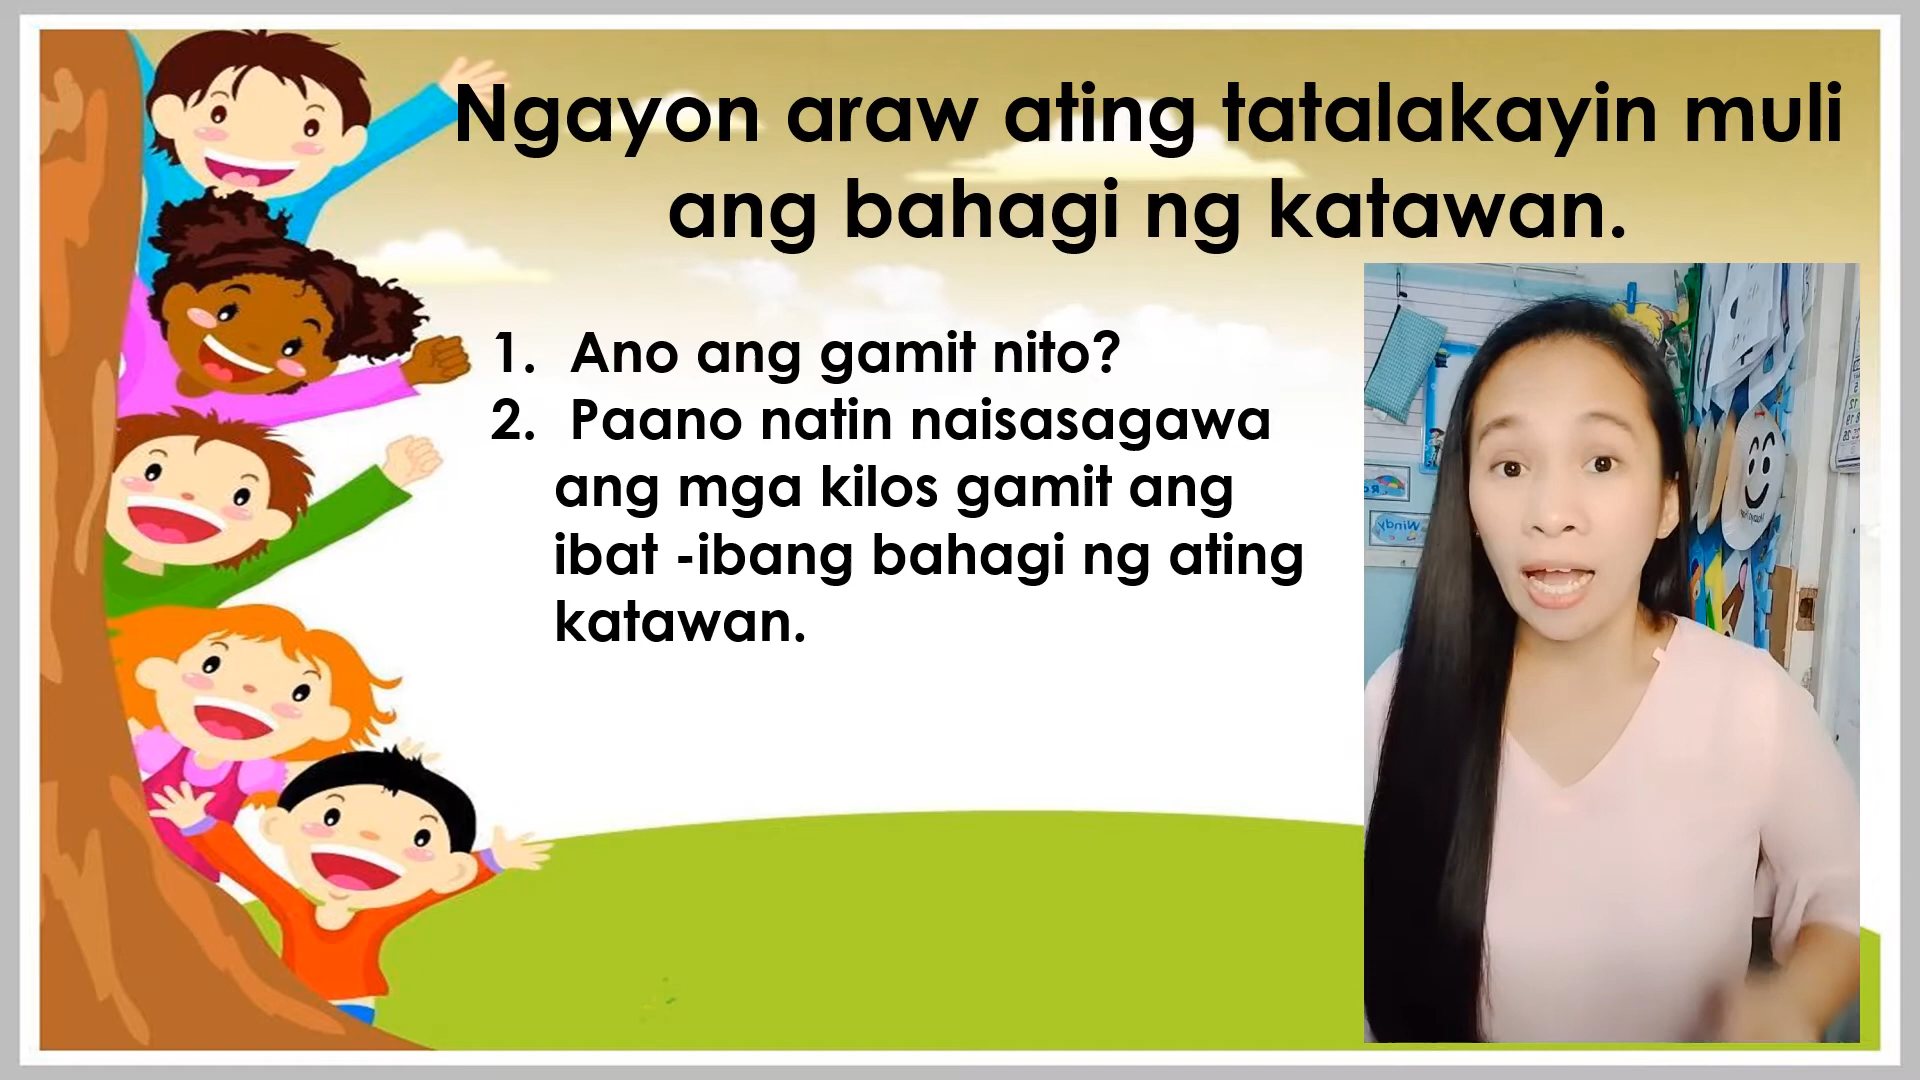 Ngayon araw ating tatalakayin muli
ang bahagi ng katawan.
1. Ano ang gamit nito?
2. Paano natin naisasagawa
ang mga kilos gamit ang
ibat -ibang bahagi ng ating
katawan.
Windy